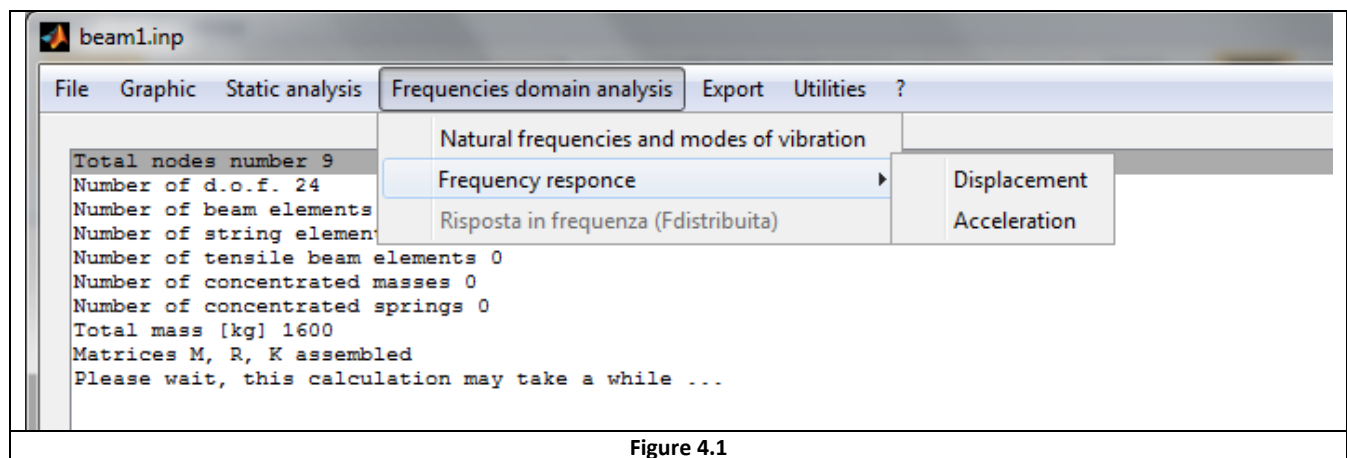 beam1.inp
File Graphic Static analysis Frequencies domain analysis Export Utilities ?
Natural frequencies and modes of vibration
Frequency responce
Risposta in frequenza (Fdistribuita)
Displacement
Acceleration
Total nodes number 9
Number of d.o.f. 24
Number of beam elements
Number of string
Number of tensile beam elements 0
Number of concentrated masses 0
Number of concentrated springs 0
Total mass [kg] 1600
Matrices M, R, K assembled
Please wait, this calculation may take a while ...
Figure 4.1